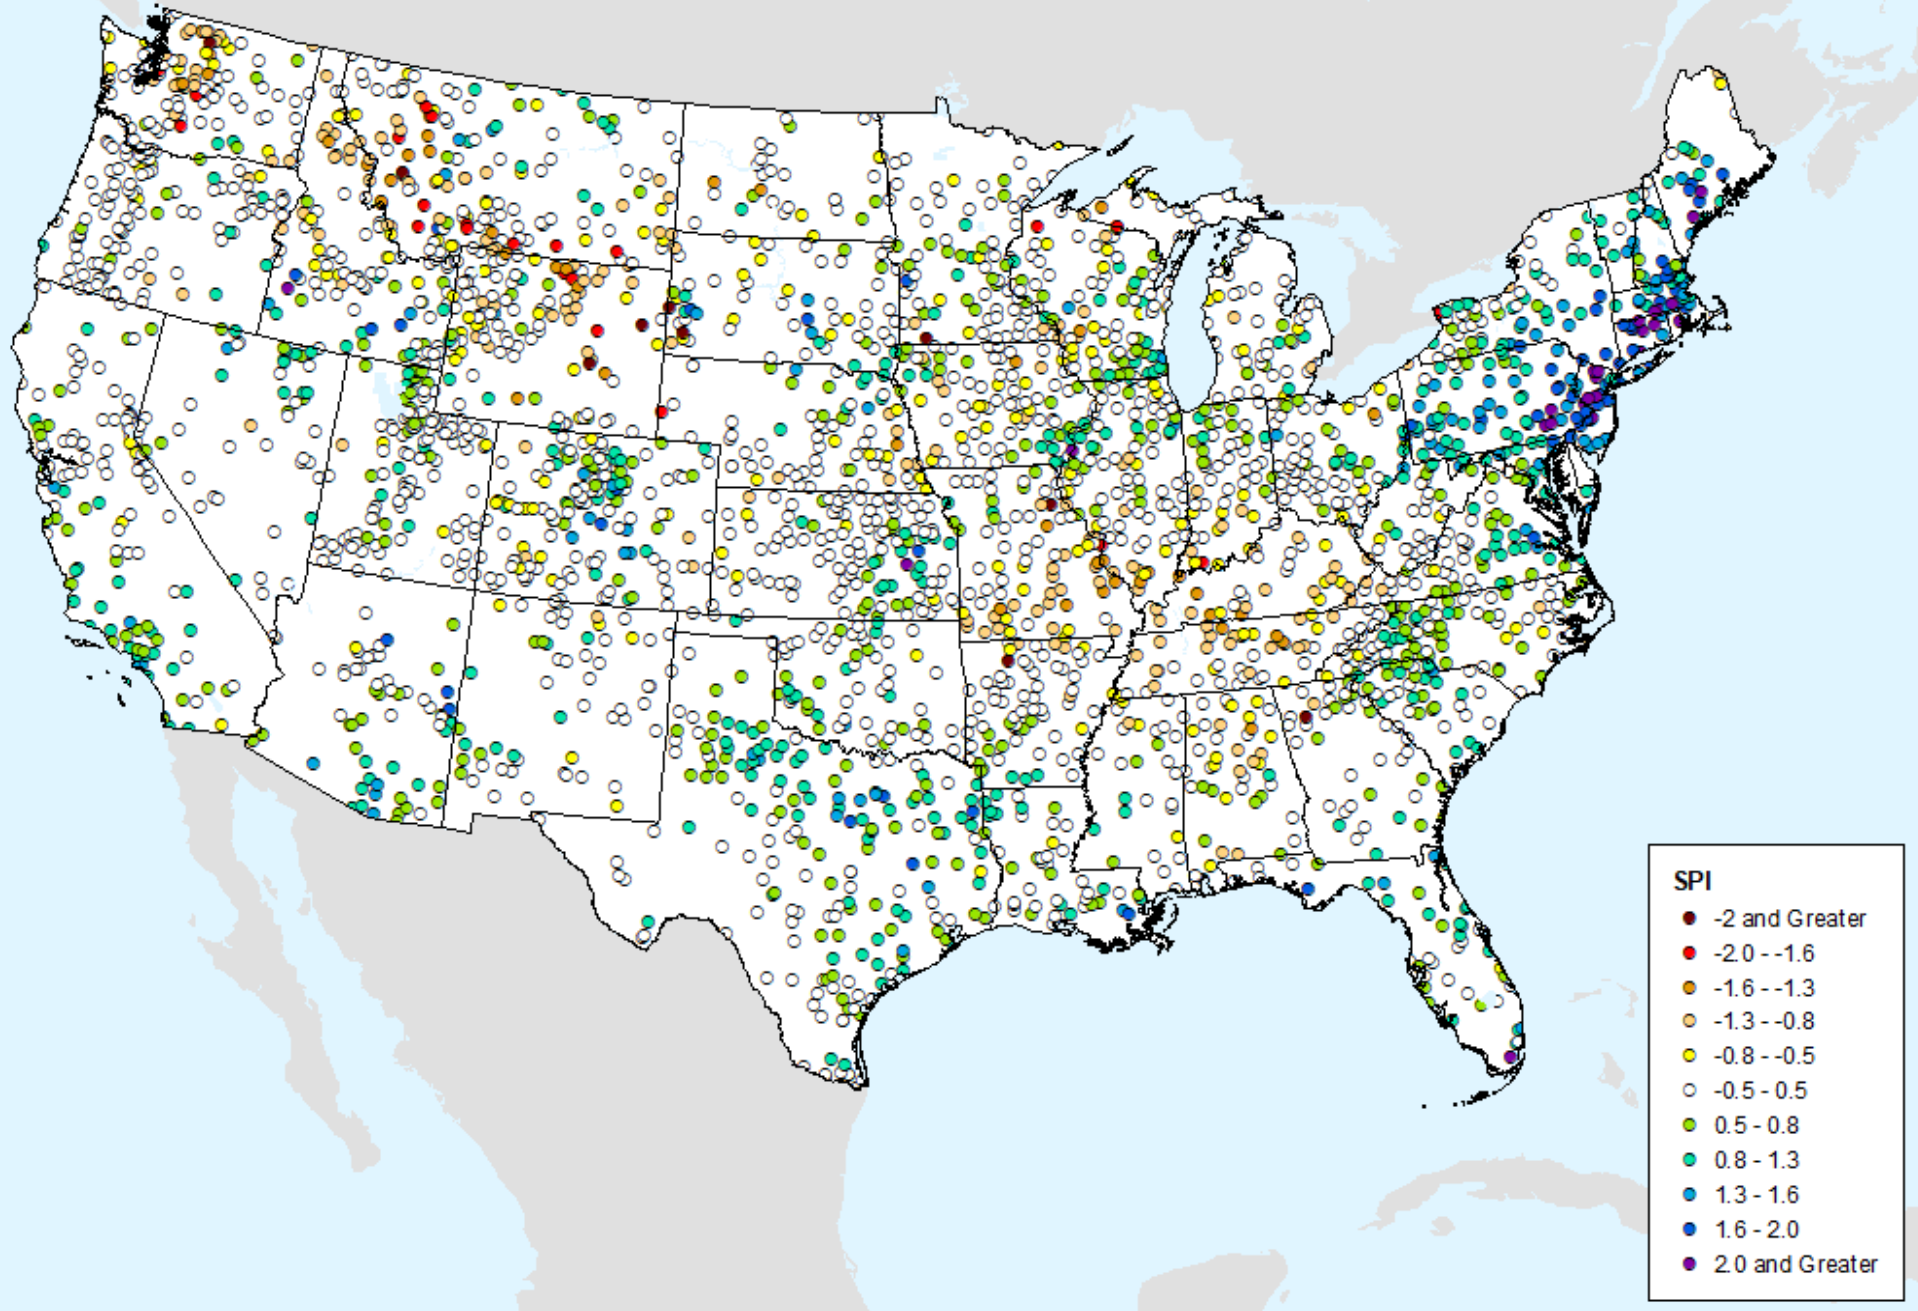 SPI
-2 and Greater
-2.0 - -1.6
-1.6 - -1.3
-1.3 - -0.8
-0.8 - -0.5
-0.5 - 0.5
0.5 - 0.8
0.8 - 1.3
1.3 - 1.6
1.6 - 2.0
2.0 and Greater